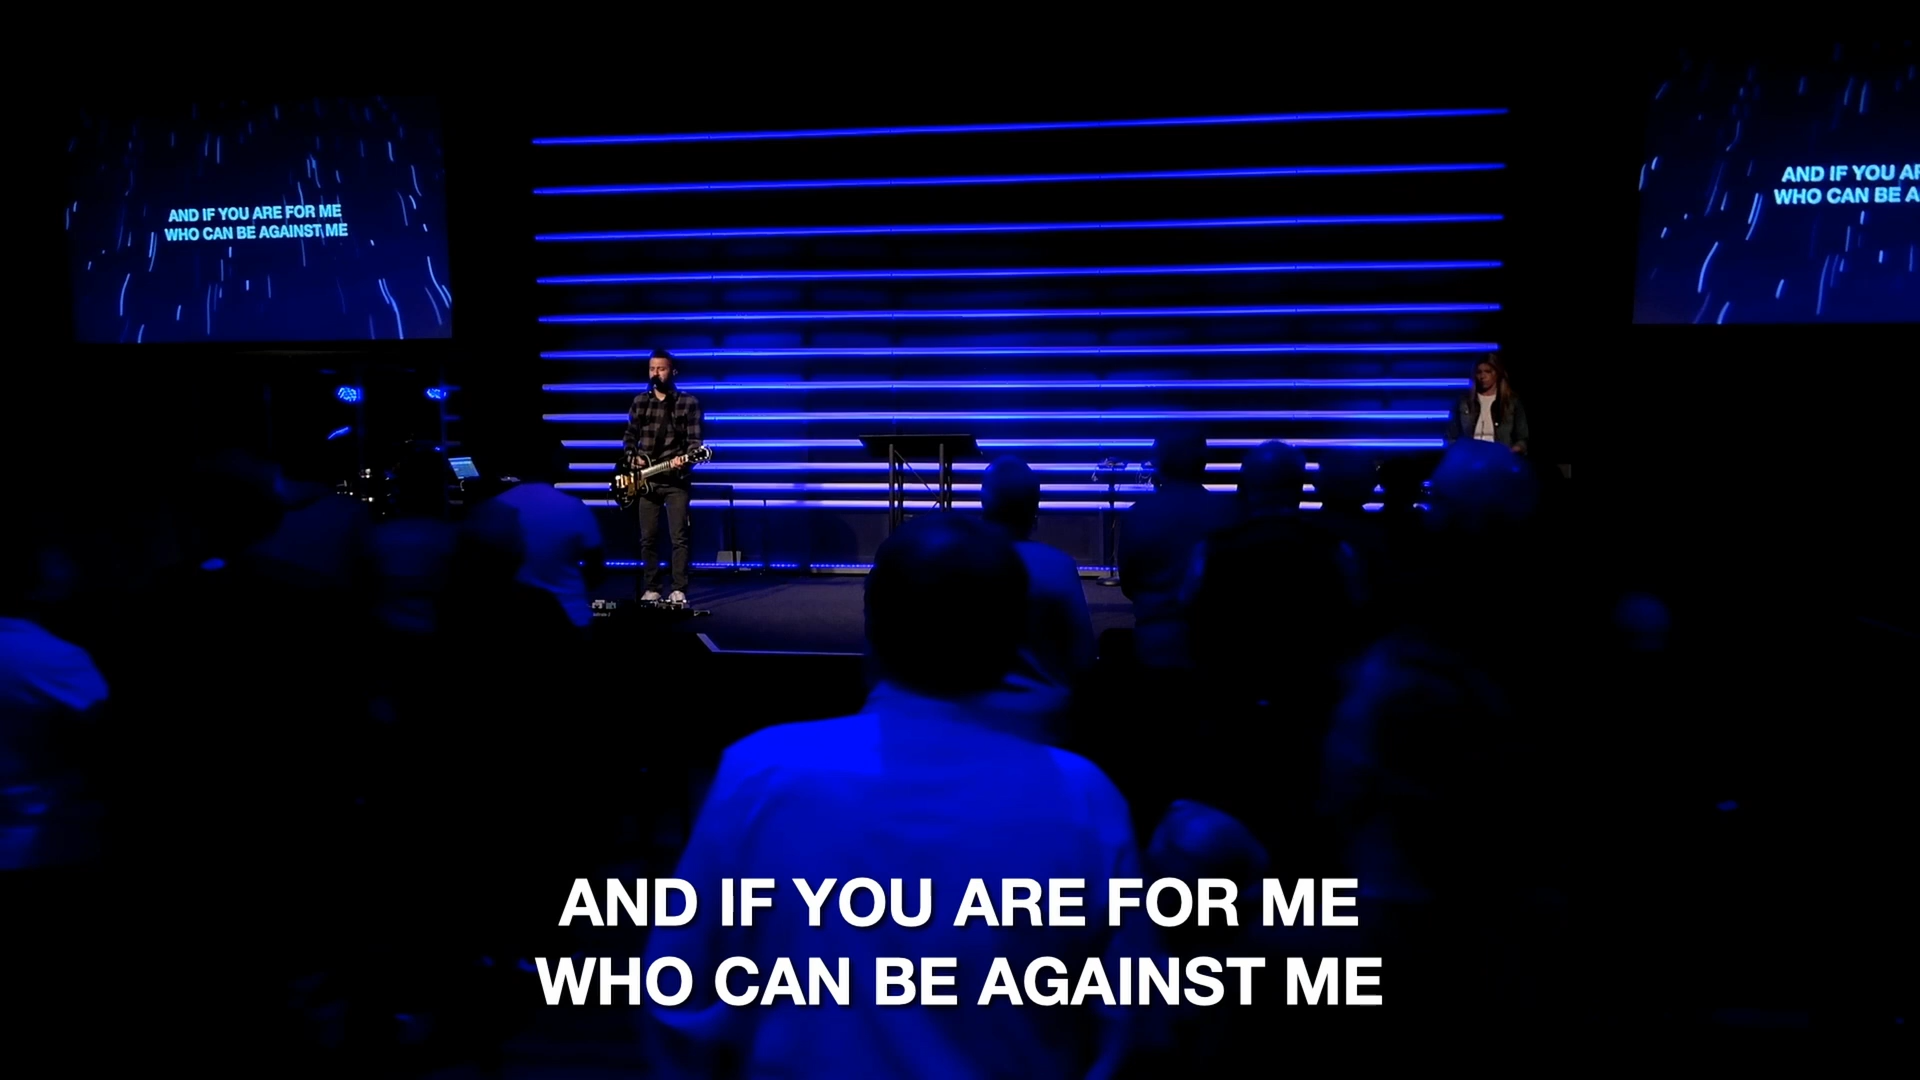 AND IF YOU ARE FOR ME
WHO CAN BE AGAINST ME
AND IF YOU AR
WHO CAN BE A
AND IF YOU ARE FOR ME
WHO CAN BE AGAINST ME